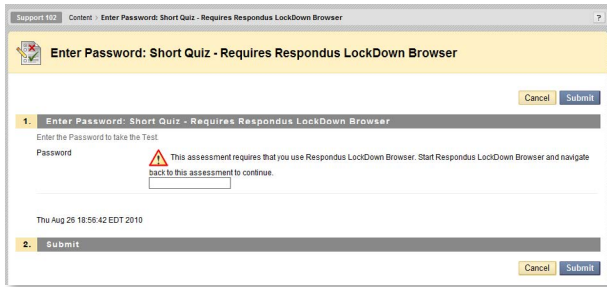 Support 102 Content > Enter Password: Short Quiz - Requires Respondus LockDown Browser ?
Enter Password: Short Quiz - Requires Respondus LockDown Browser
Cancel Submit
1. Enter Password: Short Quiz - Requires Respondus LockDown Browser
Enter the Password to take the Test.
Password This assessment requires that you use Respondus LockDown Browser. Start Respondus LockDown Browser and navigate
back to this assessment to continue.
Thu Aug 26 18:56:42 EDT 2010
2. Submit
Cancel Submit